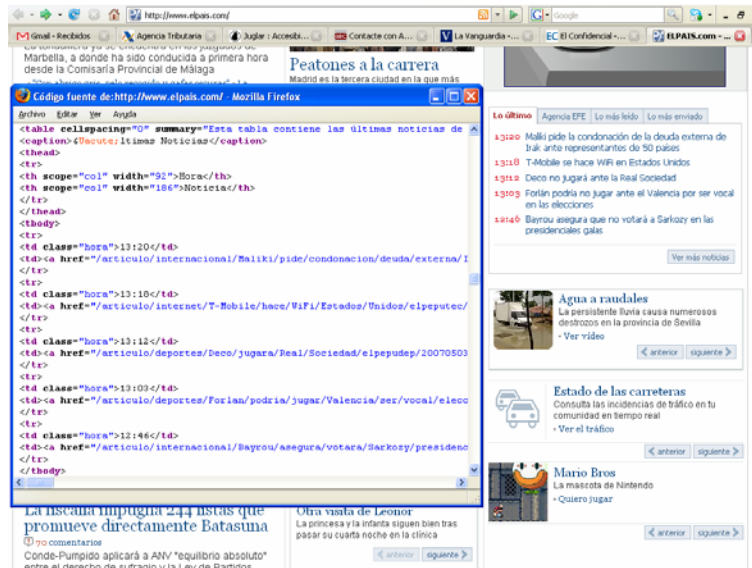 http://www.elpais.com/
Google
Gmail - Recibidos
Agencia Tributaria
Juglar : Accesibi...
Contacte con A...
La Vanguardia -...
El Confidencial -...
ELPAIS.com - ...
Marbella, a donde ha sido conducida a primera hora
desde la Comisaría Provincial de Málaga
Peatones a la carrera
Madrid es la tercera ciudad en la que más
Código fuente de:http://www.elpais.com/ - Mozilla Firefox
Archivo Editar Ver Ayuda
<table cellspacing="0" summary="Esta tabla contiene las últimas noticias de
<caption>&Uacute;ltimas Noticias</caption>
<thead>
<tr>
<th scope="col" width="92">Hora</th>
<th scope="col" width="186">Noticia</th>
</tr>
</thead>
<tbody>
<tr>
<td class="hora">13:20</td>
<td><a href="/articulo/internacional/Maliki/pide/condonacion/deuda/externa/I
</tr>
<tr>
<td class="hora">13:18</td>
<td><a href="/articulo/internet/T-Mobile/hace/WiFi/Estados/Unidos/elpeputec/
</tr>
<tr>
<td class="hora">13:12</td>
<td><a href="/articulo/deportes/Deco/jugara/Real/Sociedad/elpepudep/20070503
</tr>
<tr>
<td class="hora">13:03</td>
<td><a href="/articulo/deportes/Forlan/podria/jugar/Valencia/ser/vocal/elecc
</tr>
<tr>
<td class="hora">12:46</td>
<td><a href="/articulo/internacional/Bayrou/asegura/votara/Sarkozy/presidenc
</tr>
</tbody>
Lo último Agencia EFE Lo más leído Lo más enviado
13:20 Maliki pide la condonación de la deuda externa de
Irak ante representantes de 50 países
13:18 T-Mobile se hace WiFi en Estados Unidos
13:12 Deco no jugará ante la Real Sociedad
13:03 Forlán podría no jugar ante el Valencia por ser vocal
en las elecciones
12:46 Bayrou asegura que no votará a Sarkozy en las
presidenciales galas
Ver más noticias
Agua a raudales
La persistente lluvia causa numerosos
destrozos en la provincia de Sevilla
Ver vídeo
anterior siguiente
Estado de las carreteras
Consulta las incidencias de tráfico en tu
comunidad en tiempo real
Ver el tráfico
anterior siguiente
Mario Bros
La mascota de Nintendo
Quiero jugar
anterior siguiente
La fiscalía impugna 244 listas que
promueve directamente Batasuna
70 comentarios
Conde-Pumpido aplicará a ANV "equilibrio absoluto"
entre el derecho de sufragio y la Ley de Partidos
Otra visita de Leonor
La princesa y la infanta siguen bien tras
pasar su cuarta noche en la clínica
anterior siguiente